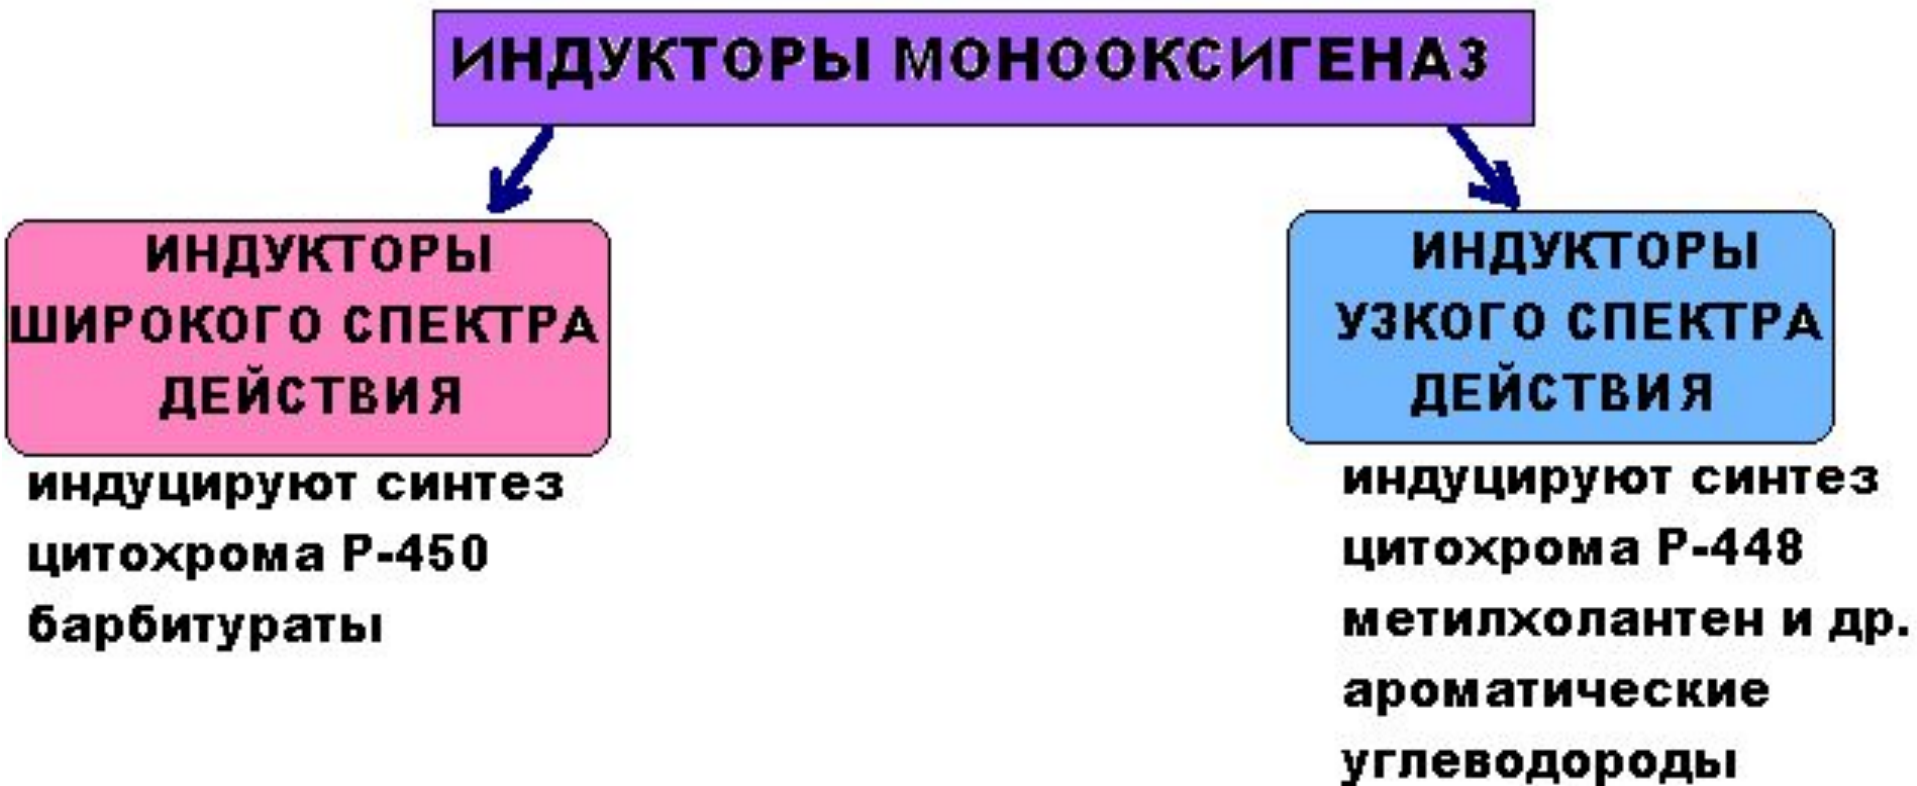 ИНДУКТОРЫ МОНООКСИГЕНАЗ
ИНДУКТОРЫ
ШИРОКОГО СПЕКТРА
ДЕЙСТВИЯ
индуцируют синтез
цитохрома Р-450
барбитураты
ИНДУКТОРЫ
УЗКОГО СПЕКТРА
ДЕЙСТВИЯ
индуцируют синтез
цитохрома Р-448
метилхолантен и др.
ароматические
углеводороды